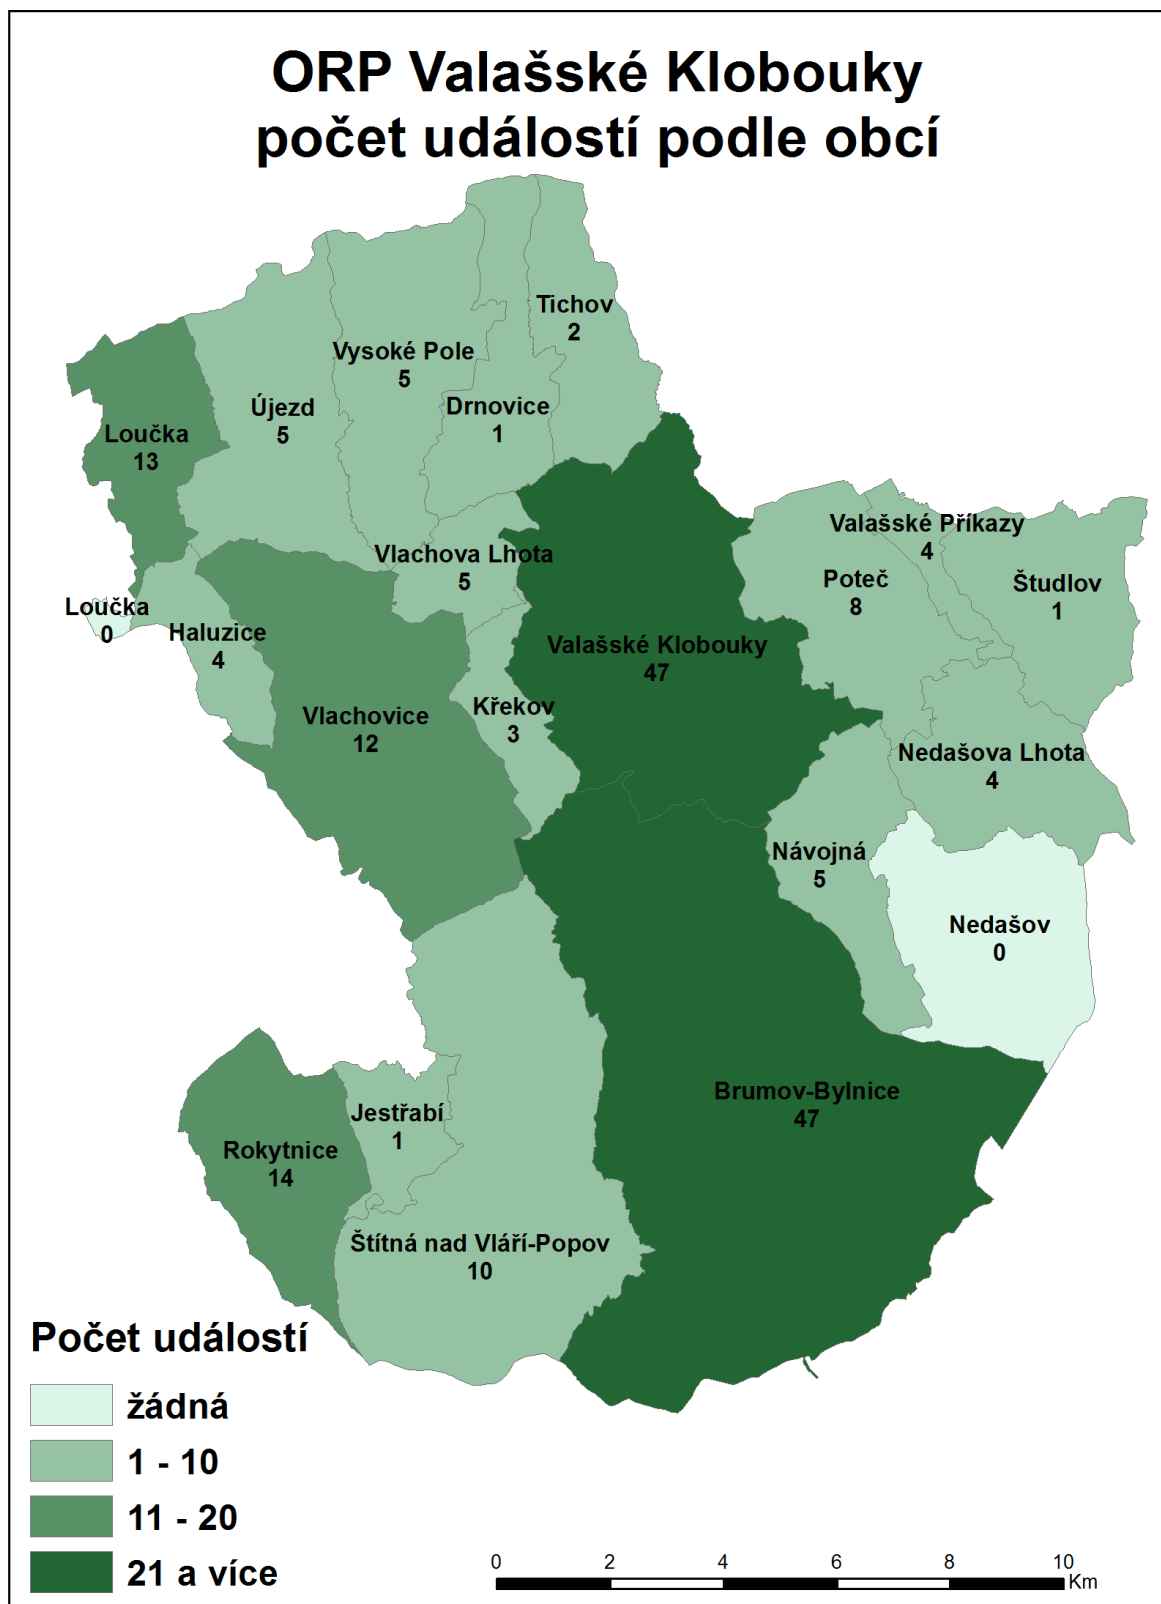 ORP Valašské Klobouky
počet událostí podle obcí
Tichov
2
Vysoké Pole
5
Drnovice
1
Újezd
5
Loučka
13
Valašské Příkazy
4
Vlachova Lhota
5
Poteč
8
Študlov
1
Loučka
0
Haluzice
4
Valašské Klobouky
47
Křekov
3
Vlachovice
12
Nedašova Lhota
4
Návojná
5
Nedašov
0
Brumov-Bylnice
47
Jestřabí
1
Rokytnice
14
Štítná nad Vláří-Popov
10
Počet událostí
žádná
1 - 10
11 - 20
21 a více
0 2 4 6 8 10
Km